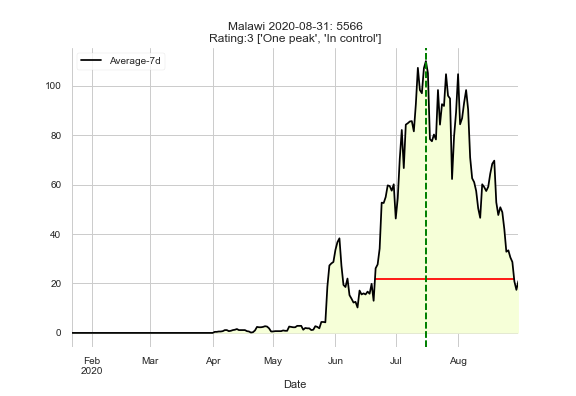 Malawi 2020-08-31: 5566
Rating:3 ['One peak', 'In control']
Average-7d
100
80
60
40
20
0
Feb Mar Apr May Jun Jul Aug
2020
Date